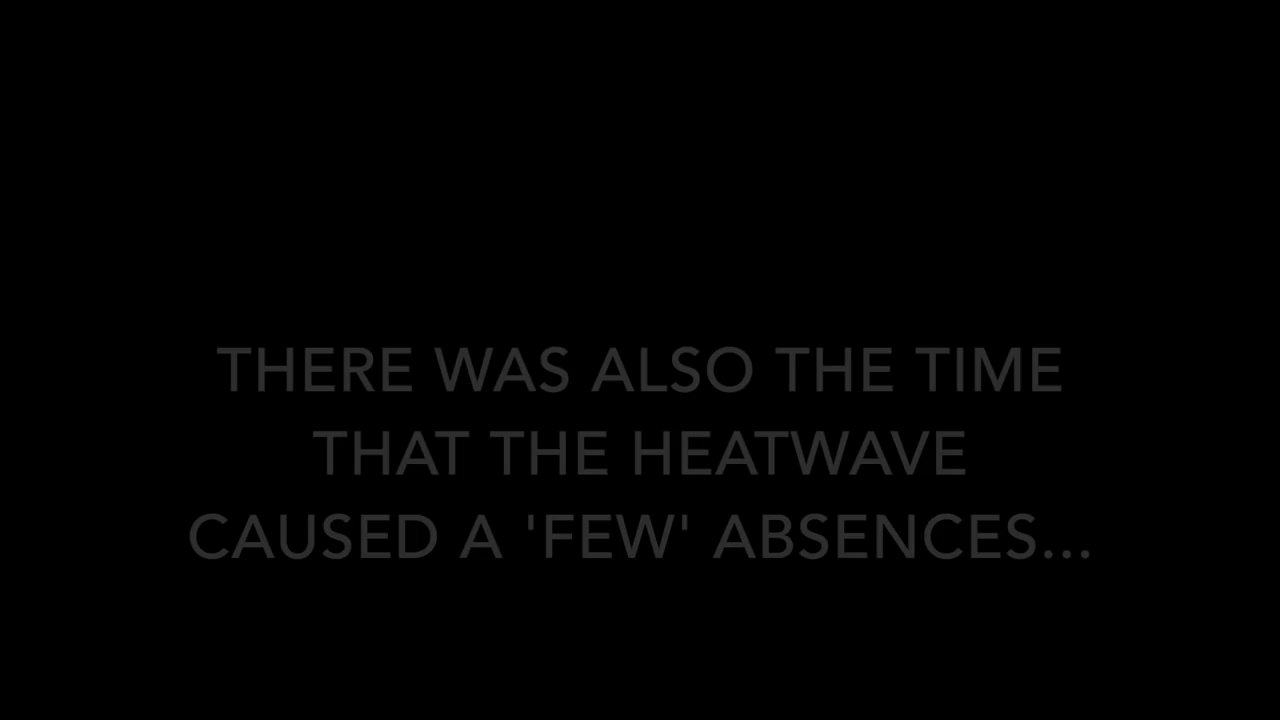 THERE WAS ALSO THE TIME
THAT THE HEATWAVE
CAUSED A 'FEW' ABSENCES...